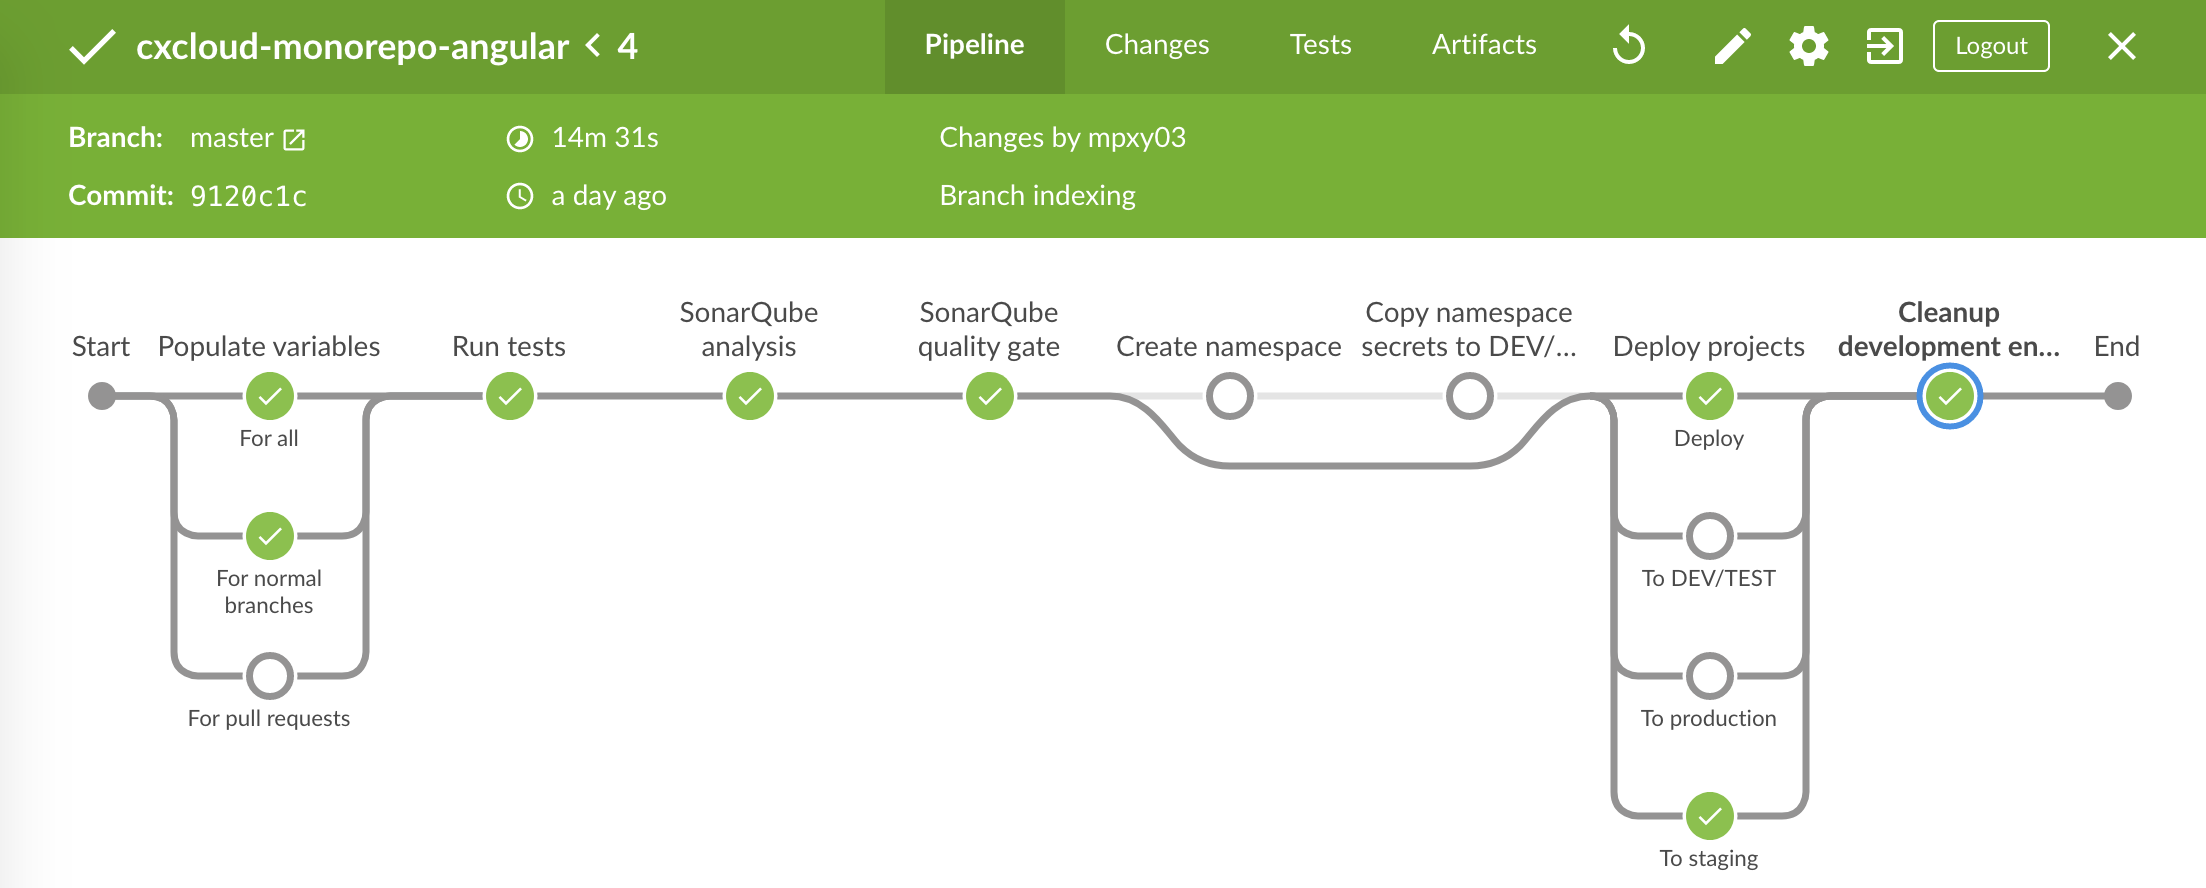 cxcloud-monorepo-angular < 4
Pipeline
Changes
Tests
Artifacts
Logout
Branch: master
14m 31s
Changes by mpxy03
Commit: 9120c1c
a day ago
Branch indexing
Start
Populate variables
Run tests
SonarQube
analysis
SonarQube
quality gate
Create namespace
Copy namespace
secrets to DEV/...
Deploy projects
Cleanup
development en...
End
For all
For normal
branches
For pull requests
Deploy
To DEV/TEST
To production
To staging